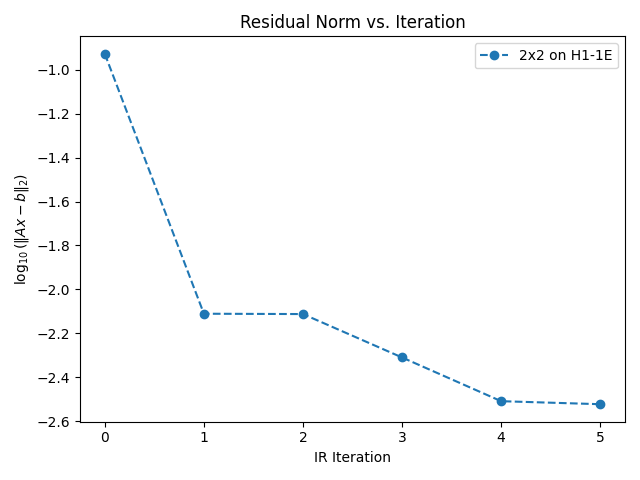 Residual Norm vs. Iteration
2x2 on H1-1E
−1.0
−1.2
−1.4
−1.6
−1.8
−2.0
−2.2
−2.4
−2.6
log₁₀(‖Ax − b‖₂)
0 1 2 3 4 5
IR Iteration